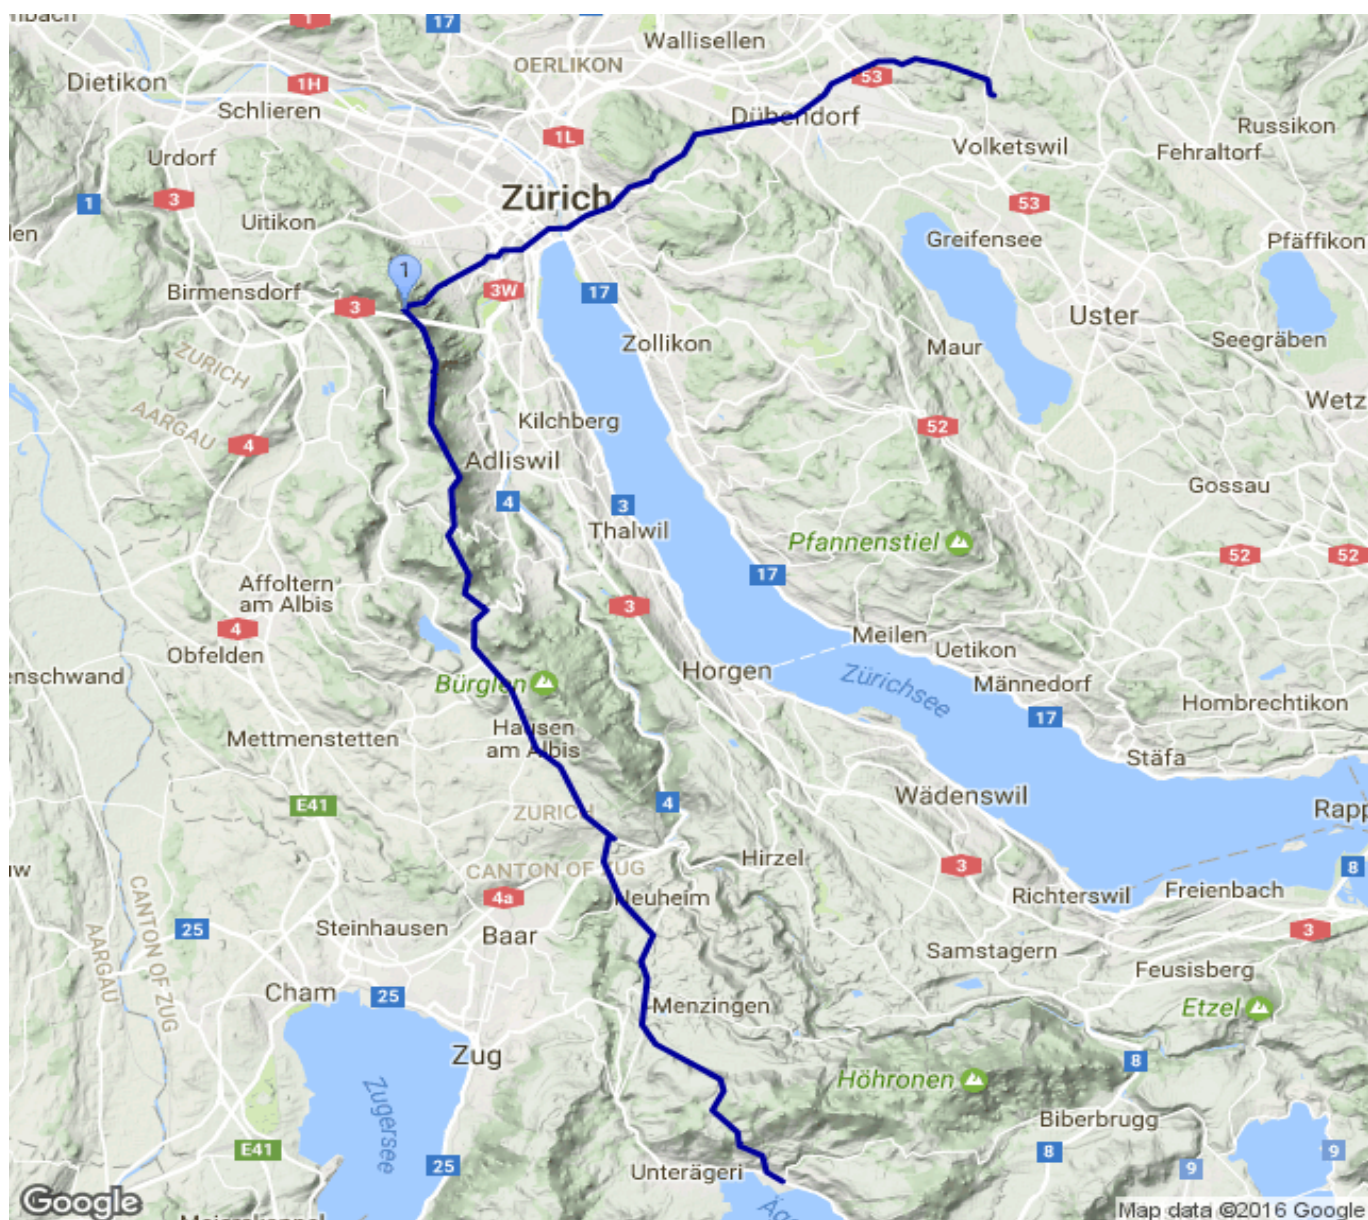 1
17
Wallisellen
OERLIKON
Dietikon
1H
Schlieren
53
Dübendorf
1L
Russikon
Volketswil
Fehraltorf
Urdorf
Zürich
3
1
53
Uitikon
Greifensee
Pfäffikon
1
Birmensdorf
3
3W
17
Uster
Zollikon
Maur
Seegräben
ZURICH
AARGAU
Wetz
Kilchberg
52
4
Adliswil
Gossau
4
3
Thalwil
Pfannenstiel
52
52
17
Affoltern
am Albis
3
4
Meilen
Obfelden
Uetikon
enschwand
Horgen
Zürichsee
Männedorf
Bürglen
Hombrechtikon
17
Hausen
am Albis
Mettmenstetten
Stäfa
Wädenswil
E41
4
ZURICH
Rapp
Hirzel
3
8
CANTON OF ZUG
Freienbach
Richterswil
4a
Neuheim
CANTON OF ZUG
AARGAU
25
Steinhausen
Baar
3
Samstagern
Feusisberg
Cham
25
Menzingen
Etzel
Zug
8
Höhronen
Zugersee
Biberbrugg
E41
25
Unterägeri
8
9
9
Google
Map data ©2016 Google